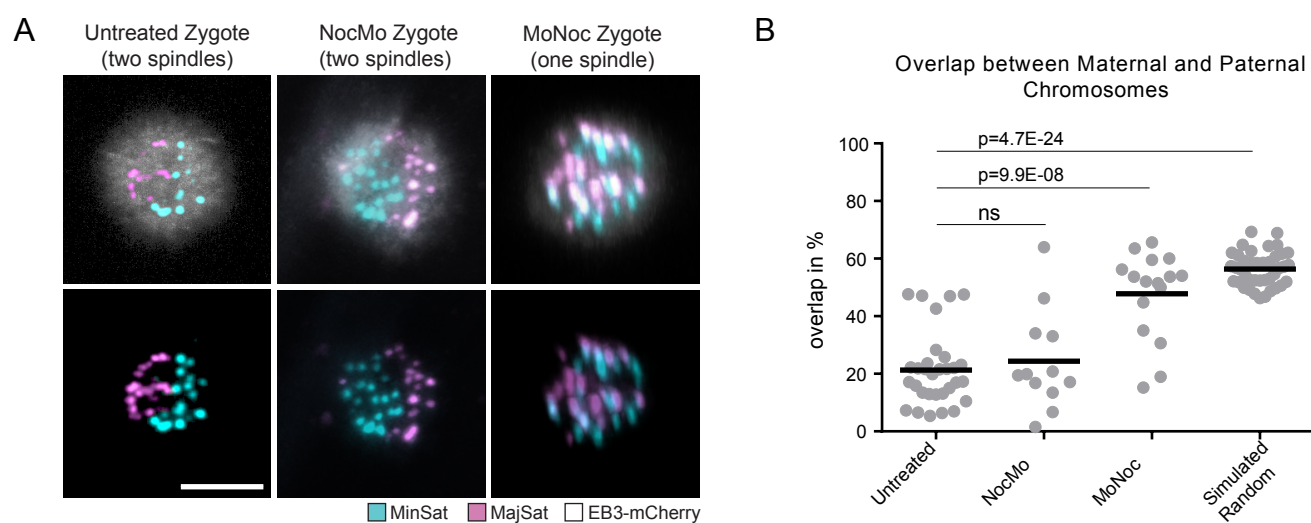 A
Untreated Zygote
(two spindles)
NocMo Zygote
(two spindles)
MoNoc Zygote
(one spindle)
MinSat
MajSat
EB3-mCherry
B
Overlap between Maternal and Paternal
Chromosomes
p=4.7E-24
p=9.9E-08
ns
overlap in %
100
80
60
40
20
0
Untreated
NocMo
MoNoc
Simulated
Random